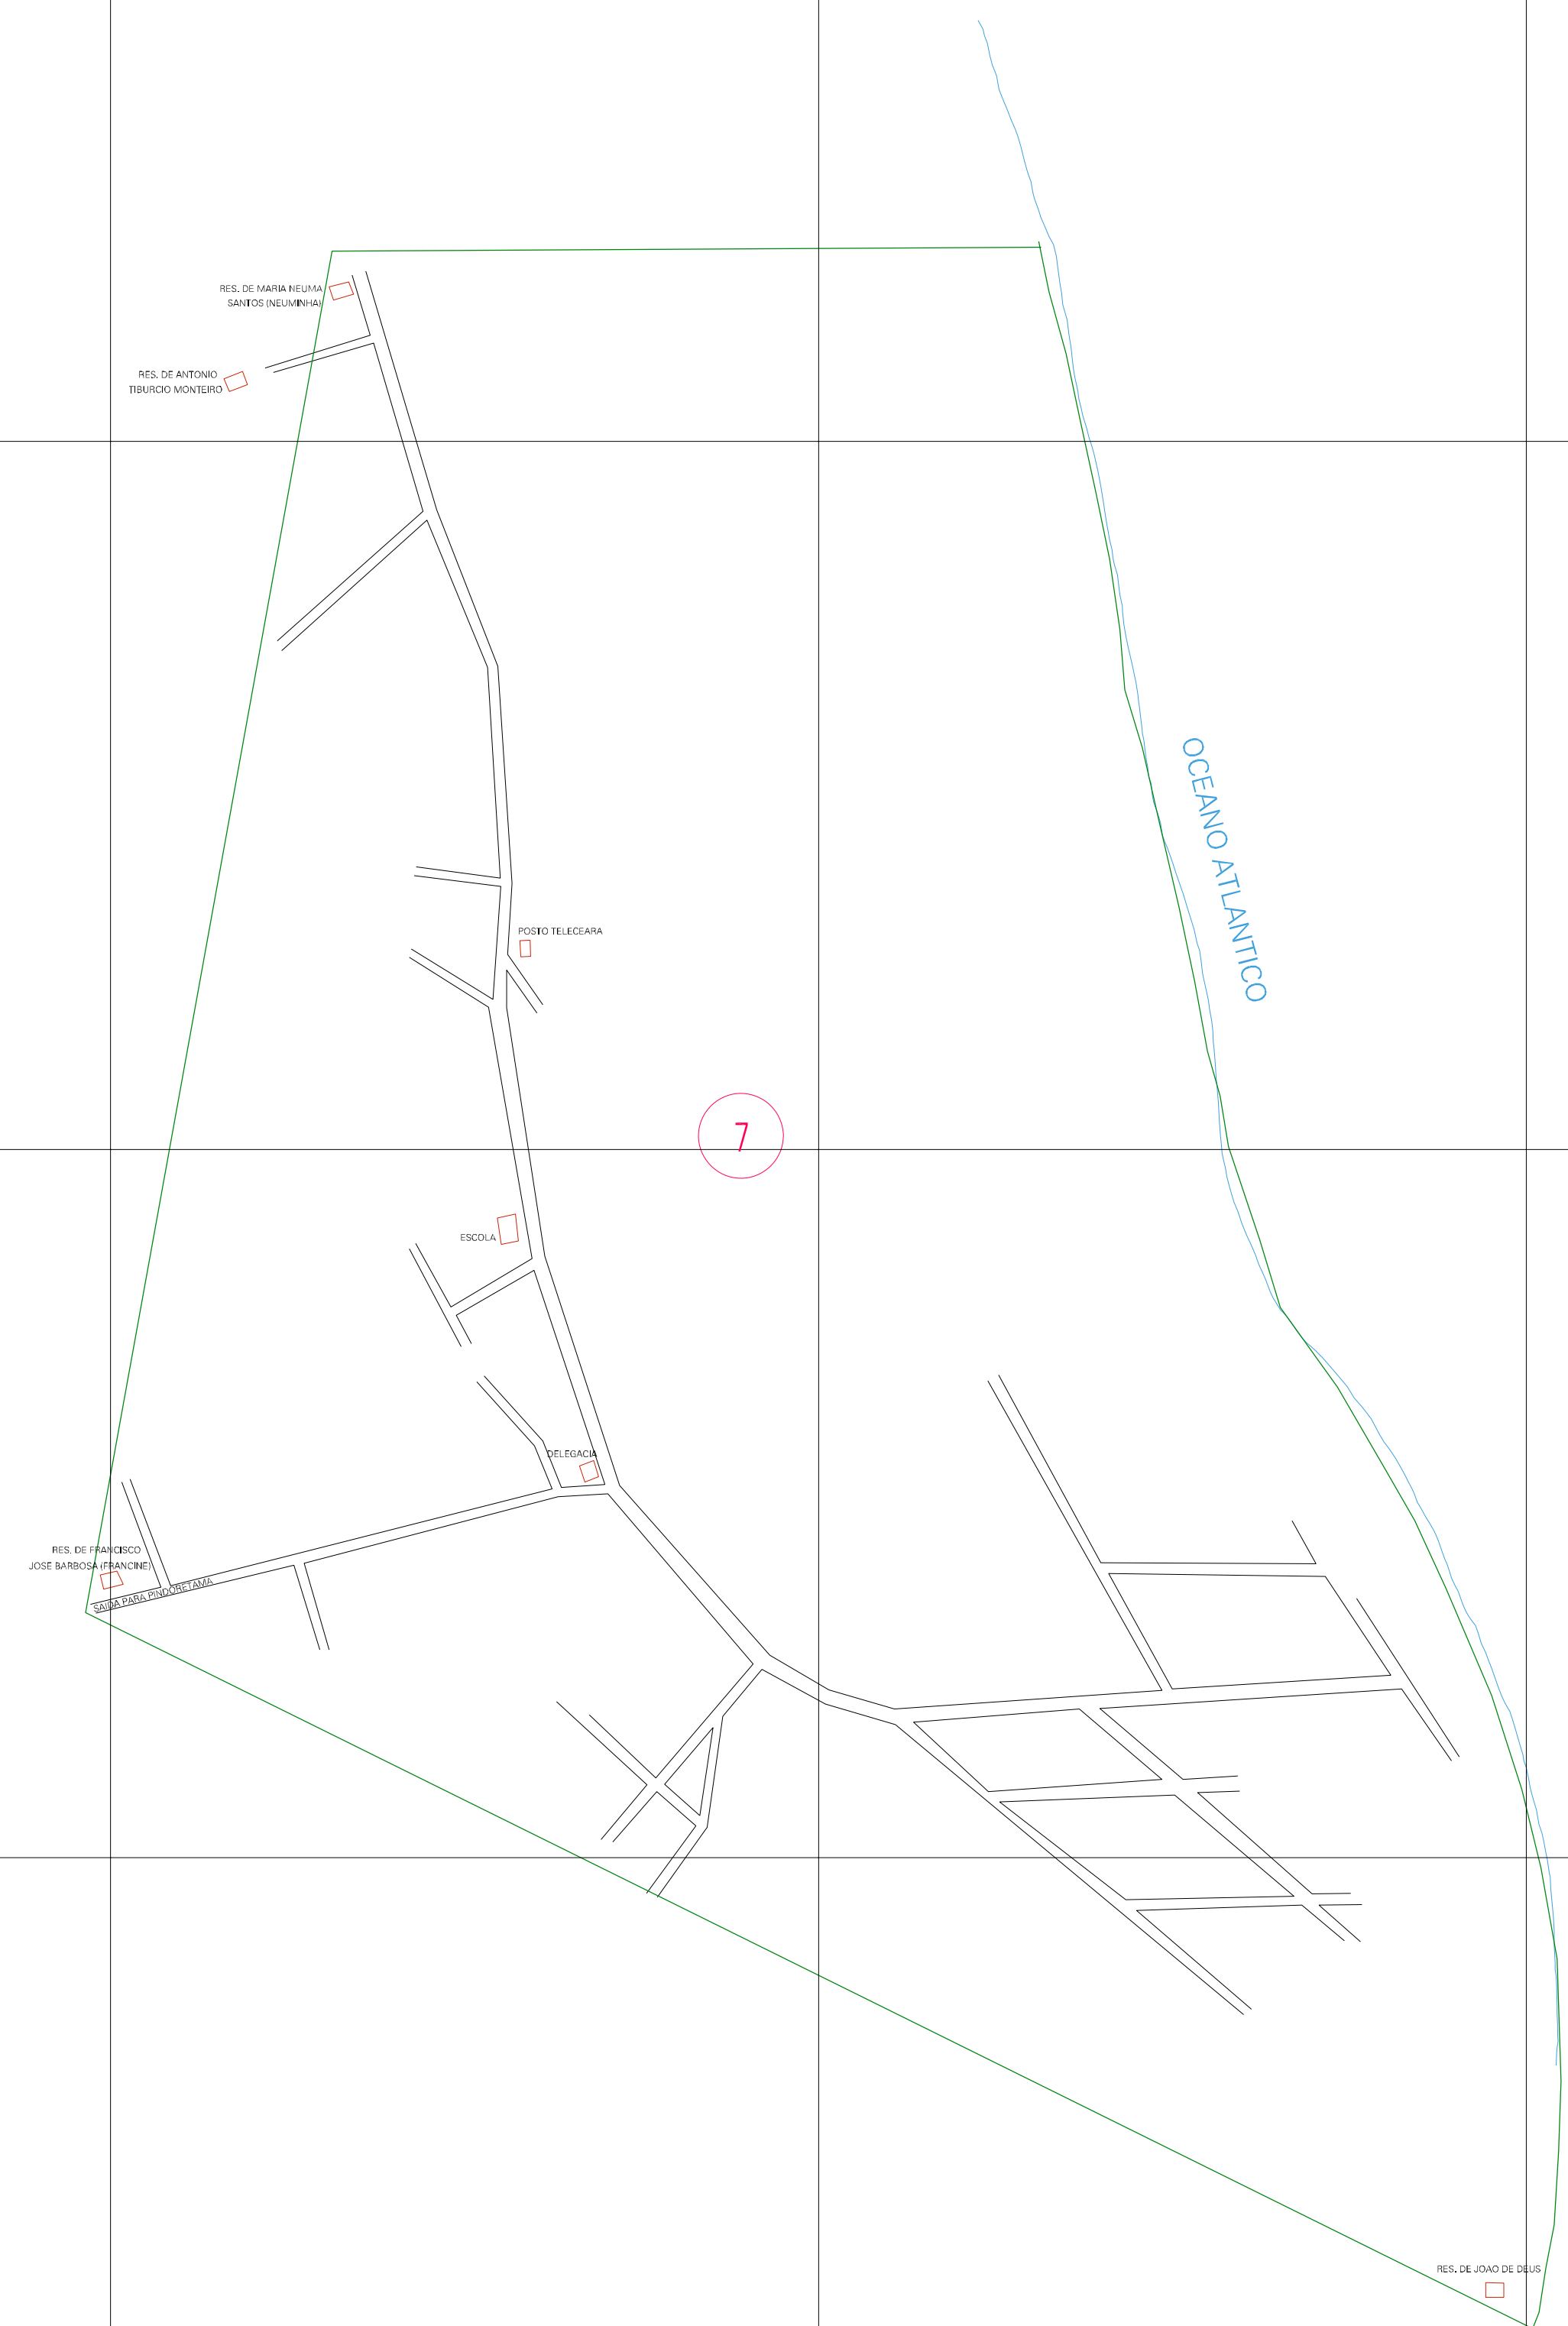 RES. DE MARIA NEUMA
SANTOS (NEUMINHA)
RES. DE ANTONIO
TIBURCIO MONTEIRO
OCEANO ATLANTICO
POSTO TELECEARA
7
ESCOLA
DELEGACIA
RES. DE FRANCISCO
JOSE BARBOSA (FRANCINE)
SAIDA PARA PINDORETAMA
RES. DE JOAO DE DEUS